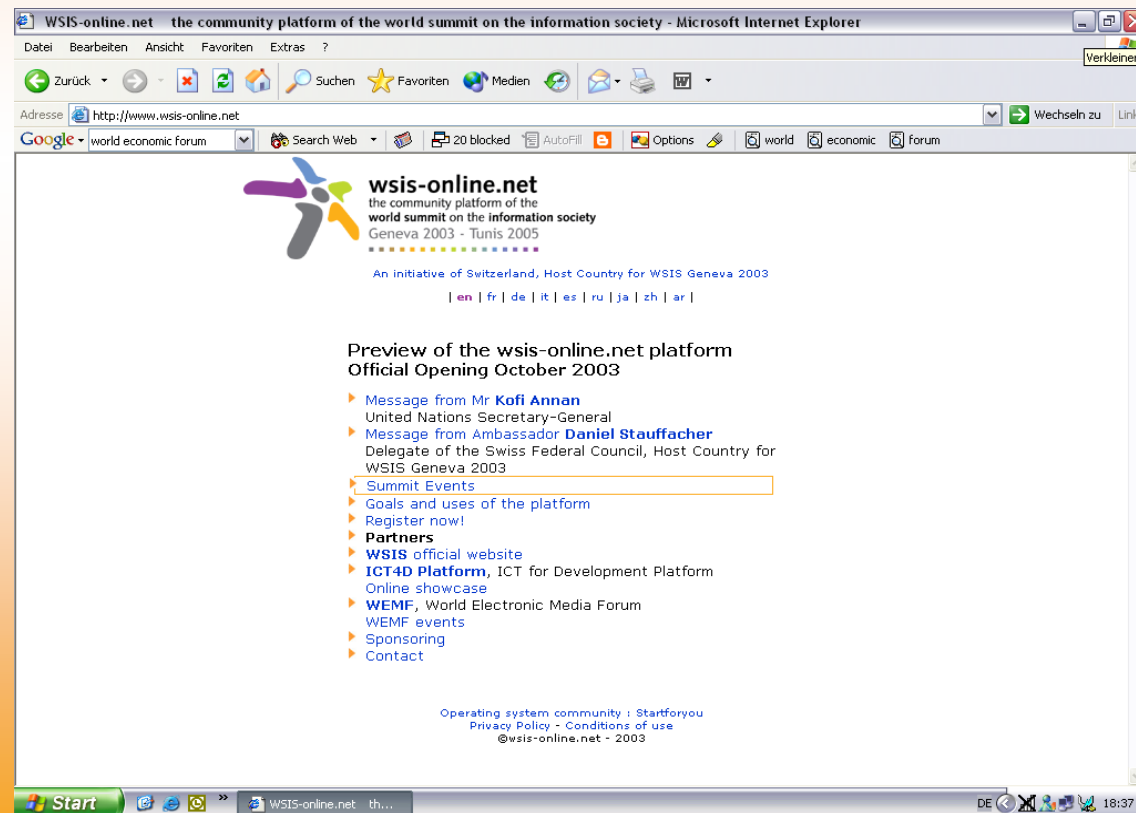 WSIS-online.net the community platform of the world summit on the information society - Microsoft Internet Explorer
Datei Bearbeiten Ansicht Favoriten Extras ?
Verkleiner
Zurück Suchen Favoriten Medien
Adresse http://www.wsis-online.net Wechseln zu Link
Google world economic forum Search Web 20 blocked AutoFill Options world economic forum
wsis-online.net
the community platform of the
world summit on the information society
Geneva 2003 - Tunis 2005
An initiative of Switzerland, Host Country for WSIS Geneva 2003
| en | fr | de | it | es | ru | ja | zh | ar |
Preview of the wsis-online.net platform
Official Opening October 2003
Message from Mr Kofi Annan
United Nations Secretary-General
Message from Ambassador Daniel Stauffacher
Delegate of the Swiss Federal Council, Host Country for
WSIS Geneva 2003
Summit Events
Goals and uses of the platform
Register now!
Partners
WSIS official website
ICT4D Platform, ICT for Development Platform
Online showcase
WEMF, World Electronic Media Forum
WEMF events
Sponsoring
Contact
Operating system community : Startforyou
Privacy Policy - Conditions of use
©wsis-online.net - 2003
Start » WSIS-online.net th... DE 18:37